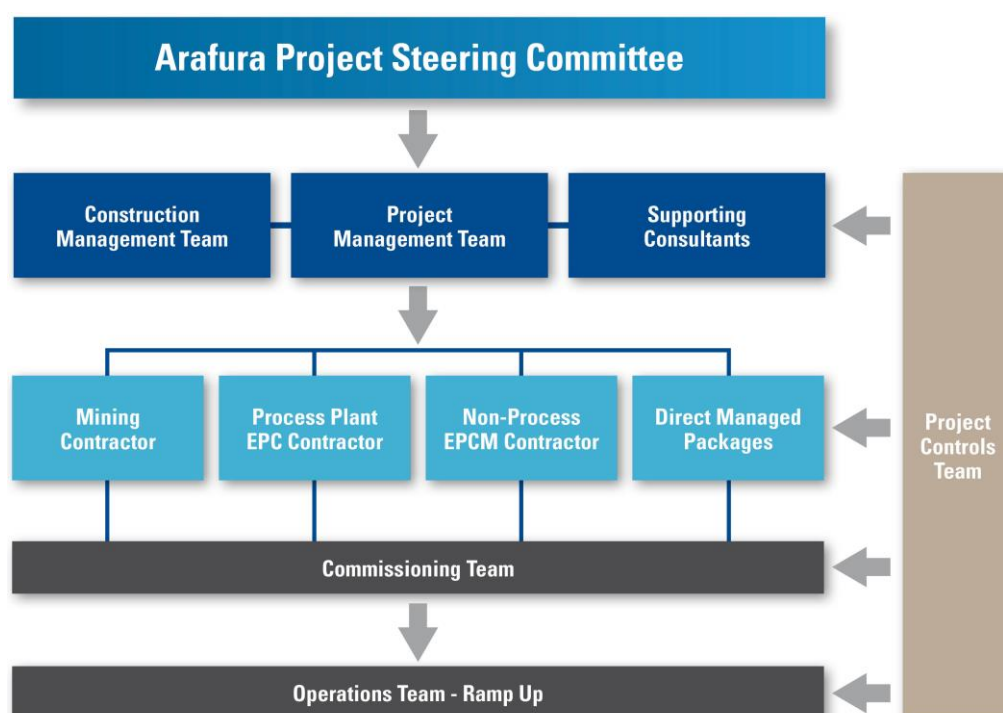 Arafura Project Steering Committee
Construction
Management Team
Project
Management Team
Supporting
Consultants
Mining
Contractor
Process Plant
EPC Contractor
Non-Process
EPCM Contractor
Direct Managed
Packages
Project
Controls
Team
Commissioning Team
Operations Team - Ramp Up